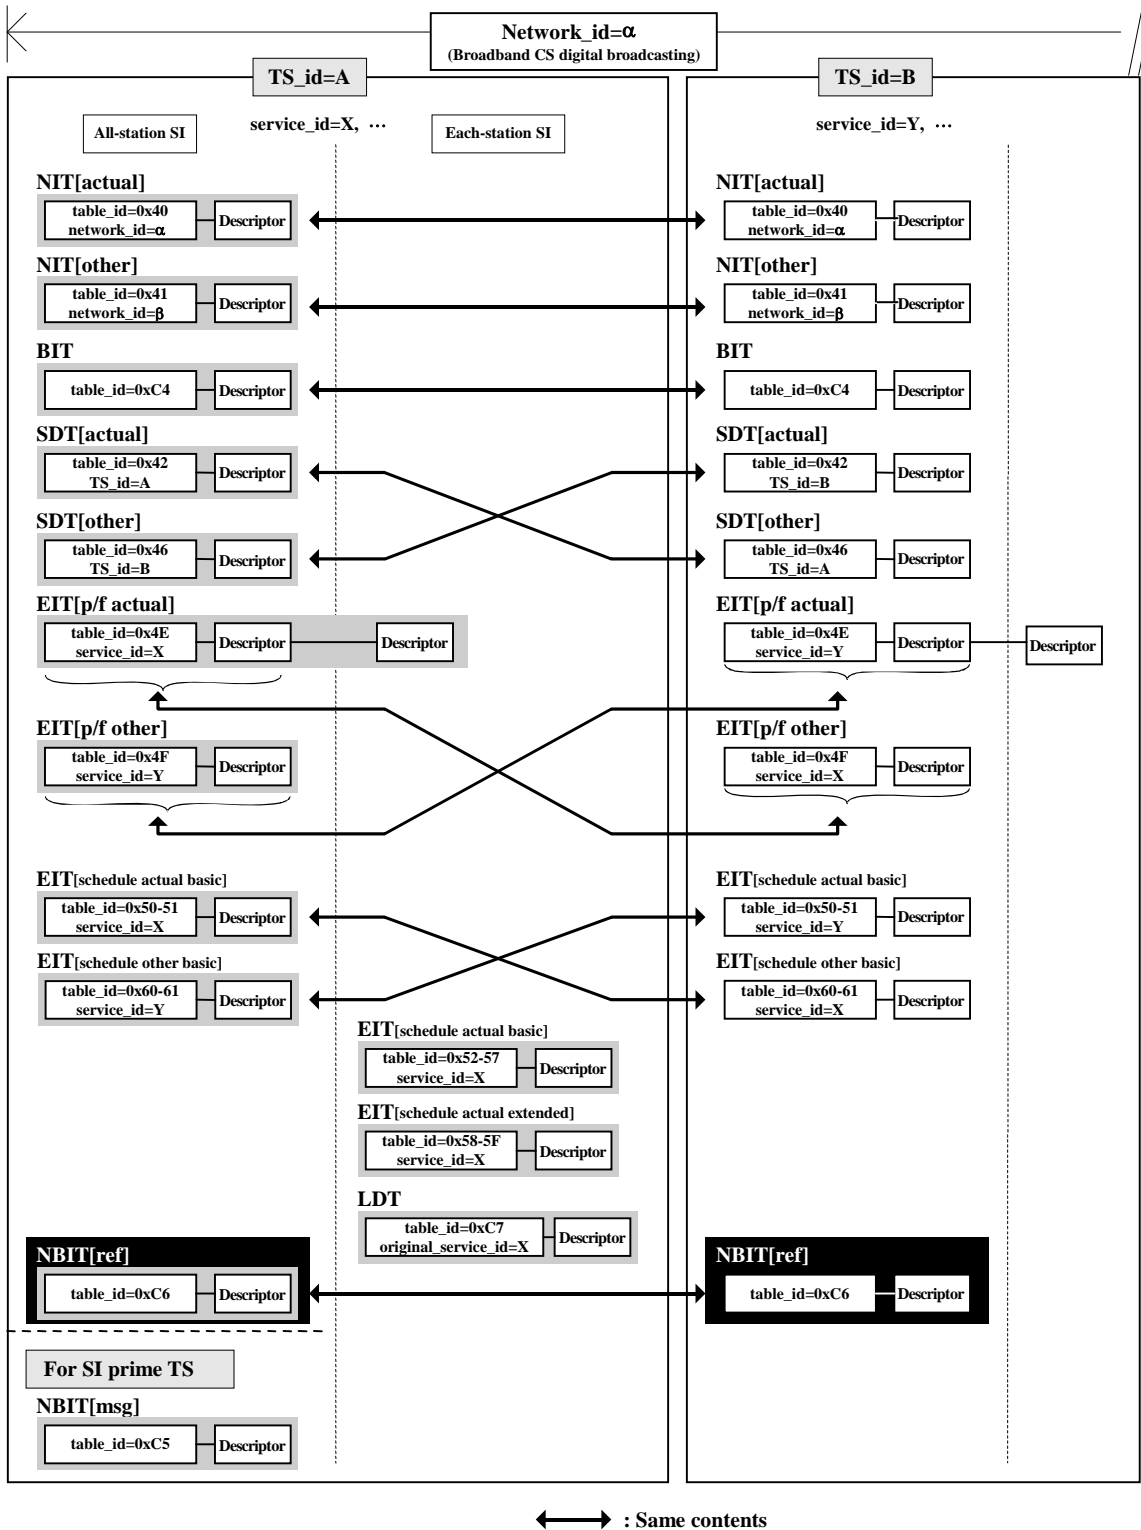 Network_id=α
(Broadband CS digital broadcasting)
TS_id=A
All-station SI
service_id=X, …
Each-station SI
NIT[actual]
table_id=0x40
network_id=α
Descriptor
NIT[other]
table_id=0x41
network_id=β
Descriptor
BIT
table_id=0xC4
Descriptor
SDT[actual]
table_id=0x42
TS_id=A
Descriptor
SDT[other]
table_id=0x46
TS_id=B
Descriptor
EIT[p/f actual]
table_id=0x4E
service_id=X
Descriptor
Descriptor
EIT[p/f other]
table_id=0x4F
service_id=Y
Descriptor
EIT[schedule actual basic]
table_id=0x50-51
service_id=X
Descriptor
EIT[schedule other basic]
table_id=0x60-61
service_id=Y
Descriptor
EIT[schedule actual basic]
table_id=0x52-57
service_id=X
Descriptor
EIT[schedule actual extended]
table_id=0x58-5F
service_id=X
Descriptor
LDT
table_id=0xC7
original_service_id=X
Descriptor
NBIT[ref]
table_id=0xC6
Descriptor
For SI prime TS
NBIT[msg]
table_id=0xC5
Descriptor
TS_id=B
service_id=Y, …
NIT[actual]
table_id=0x40
network_id=α
Descriptor
NIT[other]
table_id=0x41
network_id=β
Descriptor
BIT
table_id=0xC4
Descriptor
SDT[actual]
table_id=0x42
TS_id=B
Descriptor
SDT[other]
table_id=0x46
TS_id=A
Descriptor
EIT[p/f actual]
table_id=0x4E
service_id=Y
Descriptor
Descriptor
EIT[p/f other]
table_id=0x4F
service_id=X
Descriptor
EIT[schedule actual basic]
table_id=0x50-51
service_id=Y
Descriptor
EIT[schedule other basic]
table_id=0x60-61
service_id=X
Descriptor
NBIT[ref]
table_id=0xC6
Descriptor
: Same contents